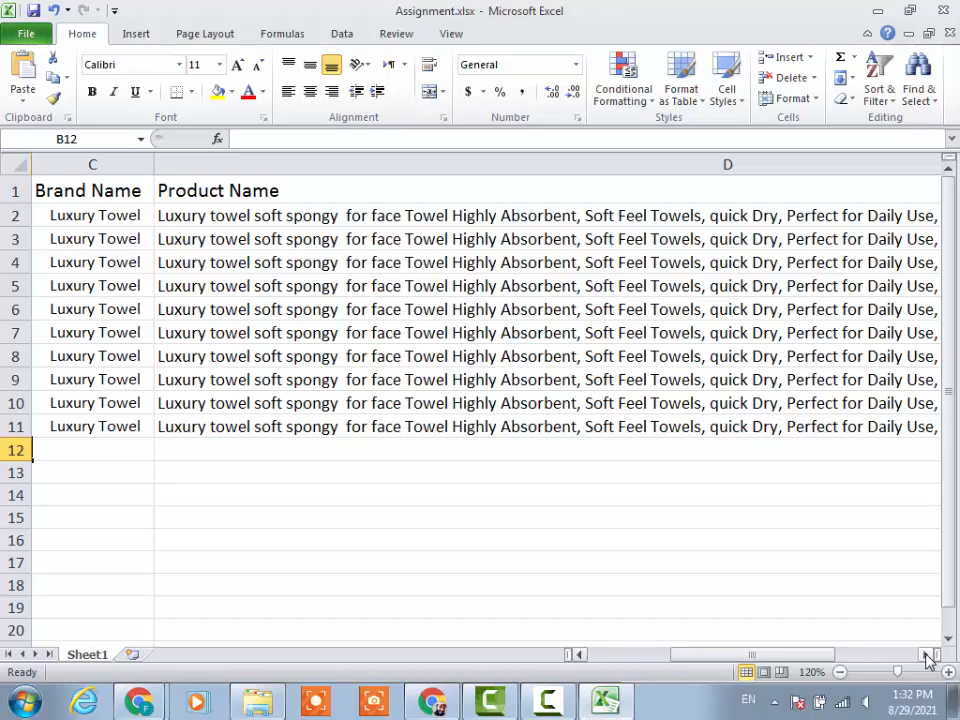 Assignment.xlsx - Microsoft Excel
File Home Insert Page Layout Formulas Data Review View
Paste
Calibri 11
B I U
General
$ % ,
Conditional Formatting
Format as Table
Cell Styles
Insert
Delete
Format
Sort & Filter
Find & Select
Clipboard Font Alignment Number Styles Cells Editing
B12 fx
C D
1 Brand Name Product Name
2 Luxury Towel Luxury towel soft spongy for face Towel Highly Absorbent, Soft Feel Towels, quick Dry, Perfect for Daily Use,
3 Luxury Towel Luxury towel soft spongy for face Towel Highly Absorbent, Soft Feel Towels, quick Dry, Perfect for Daily Use,
4 Luxury Towel Luxury towel soft spongy for face Towel Highly Absorbent, Soft Feel Towels, quick Dry, Perfect for Daily Use,
5 Luxury Towel Luxury towel soft spongy for face Towel Highly Absorbent, Soft Feel Towels, quick Dry, Perfect for Daily Use,
6 Luxury Towel Luxury towel soft spongy for face Towel Highly Absorbent, Soft Feel Towels, quick Dry, Perfect for Daily Use,
7 Luxury Towel Luxury towel soft spongy for face Towel Highly Absorbent, Soft Feel Towels, quick Dry, Perfect for Daily Use,
8 Luxury Towel Luxury towel soft spongy for face Towel Highly Absorbent, Soft Feel Towels, quick Dry, Perfect for Daily Use,
9 Luxury Towel Luxury towel soft spongy for face Towel Highly Absorbent, Soft Feel Towels, quick Dry, Perfect for Daily Use,
10 Luxury Towel Luxury towel soft spongy for face Towel Highly Absorbent, Soft Feel Towels, quick Dry, Perfect for Daily Use,
11 Luxury Towel Luxury towel soft spongy for face Towel Highly Absorbent, Soft Feel Towels, quick Dry, Perfect for Daily Use,
12
13
14
15
16
17
18
19
20
Sheet1
Ready 120%
EN 1:32 PM
8/29/2021